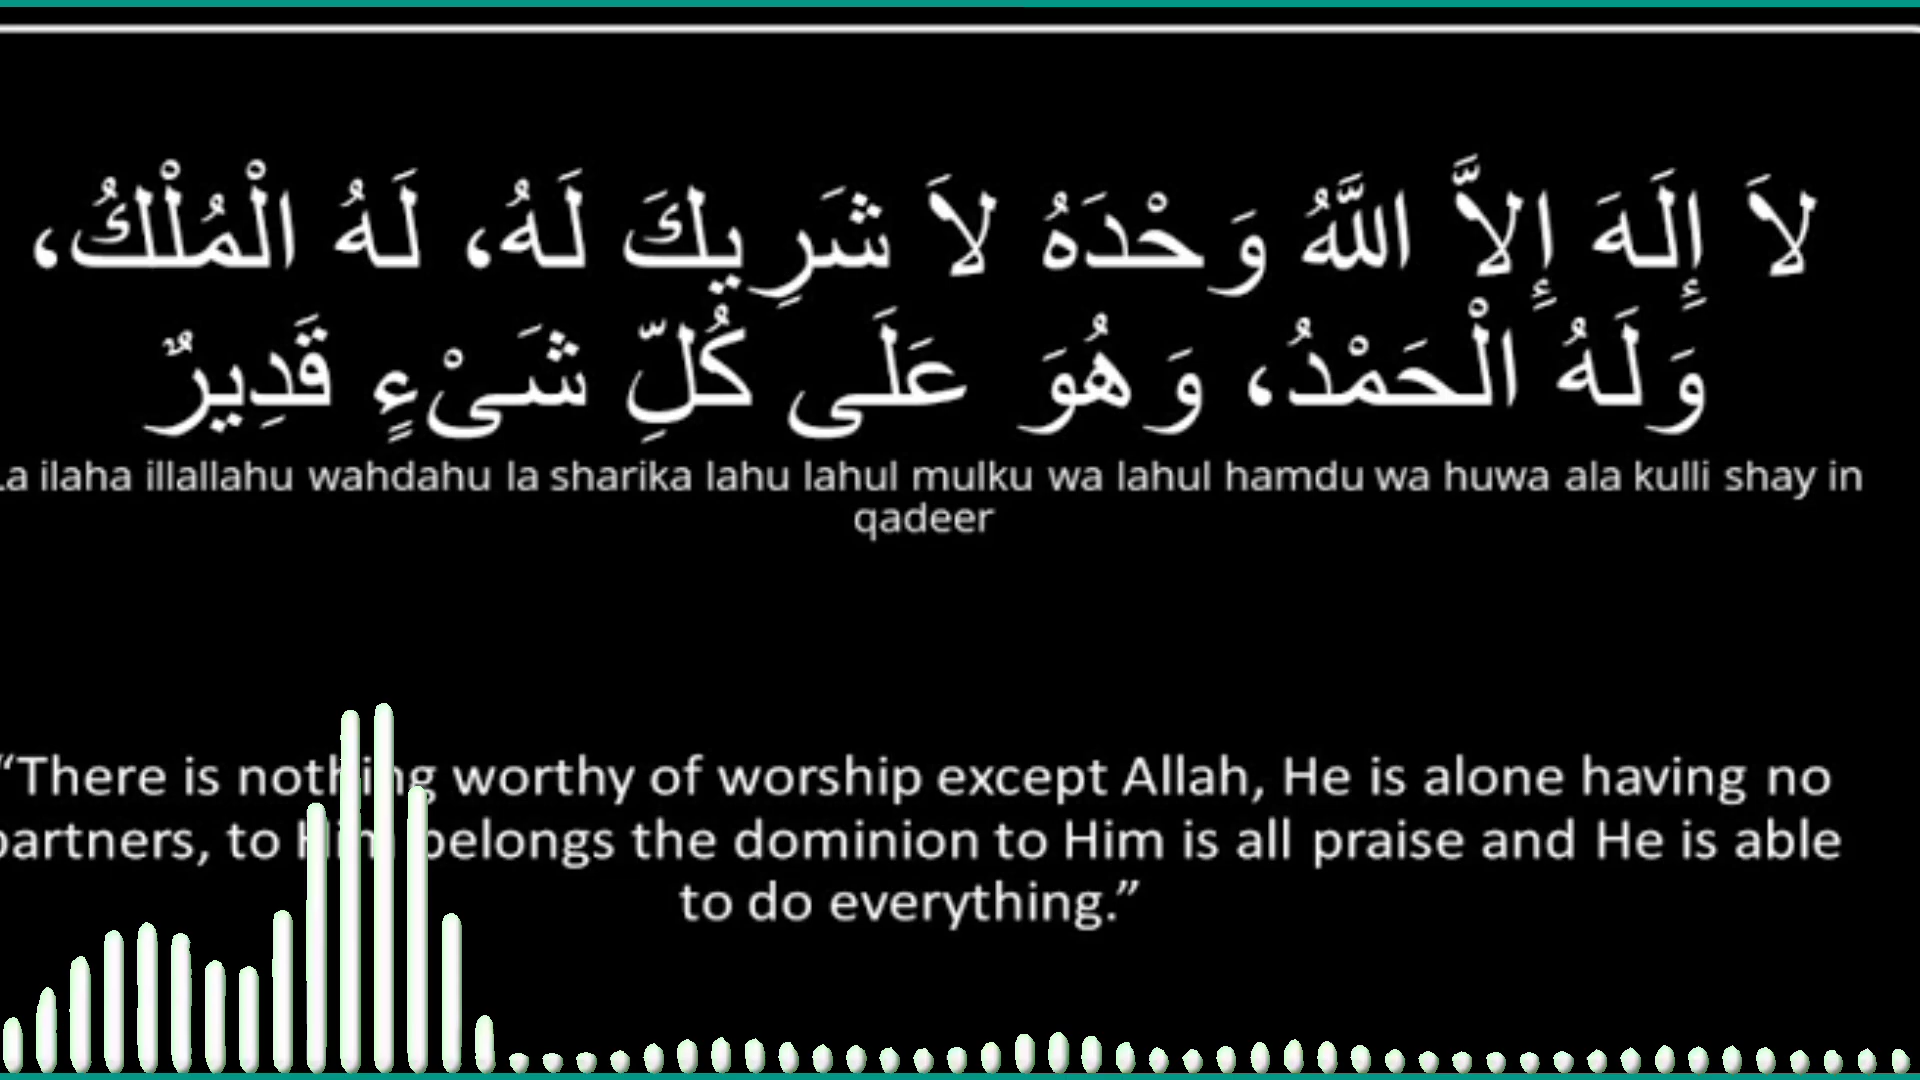 لاَ إِلَهَ إِلاَّ اللَّهُ وَحْدَهُ لاَ شَرِيكَ لَهُ، لَهُ الْمُلْكُ،
وَلَهُ الْحَمْدُ، وَهُوَ عَلَى كُلِّ شَىْءٍ قَدِيرٌ
La ilaha illallahu wahdahu la sharika lahu lahul mulku wa lahul hamdu wa huwa ala kulli shay in
qadeer
“There is nothing worthy of worship except Allah, He is alone having no
partners, to Him belongs the dominion to Him is all praise and He is able
to do everything.”